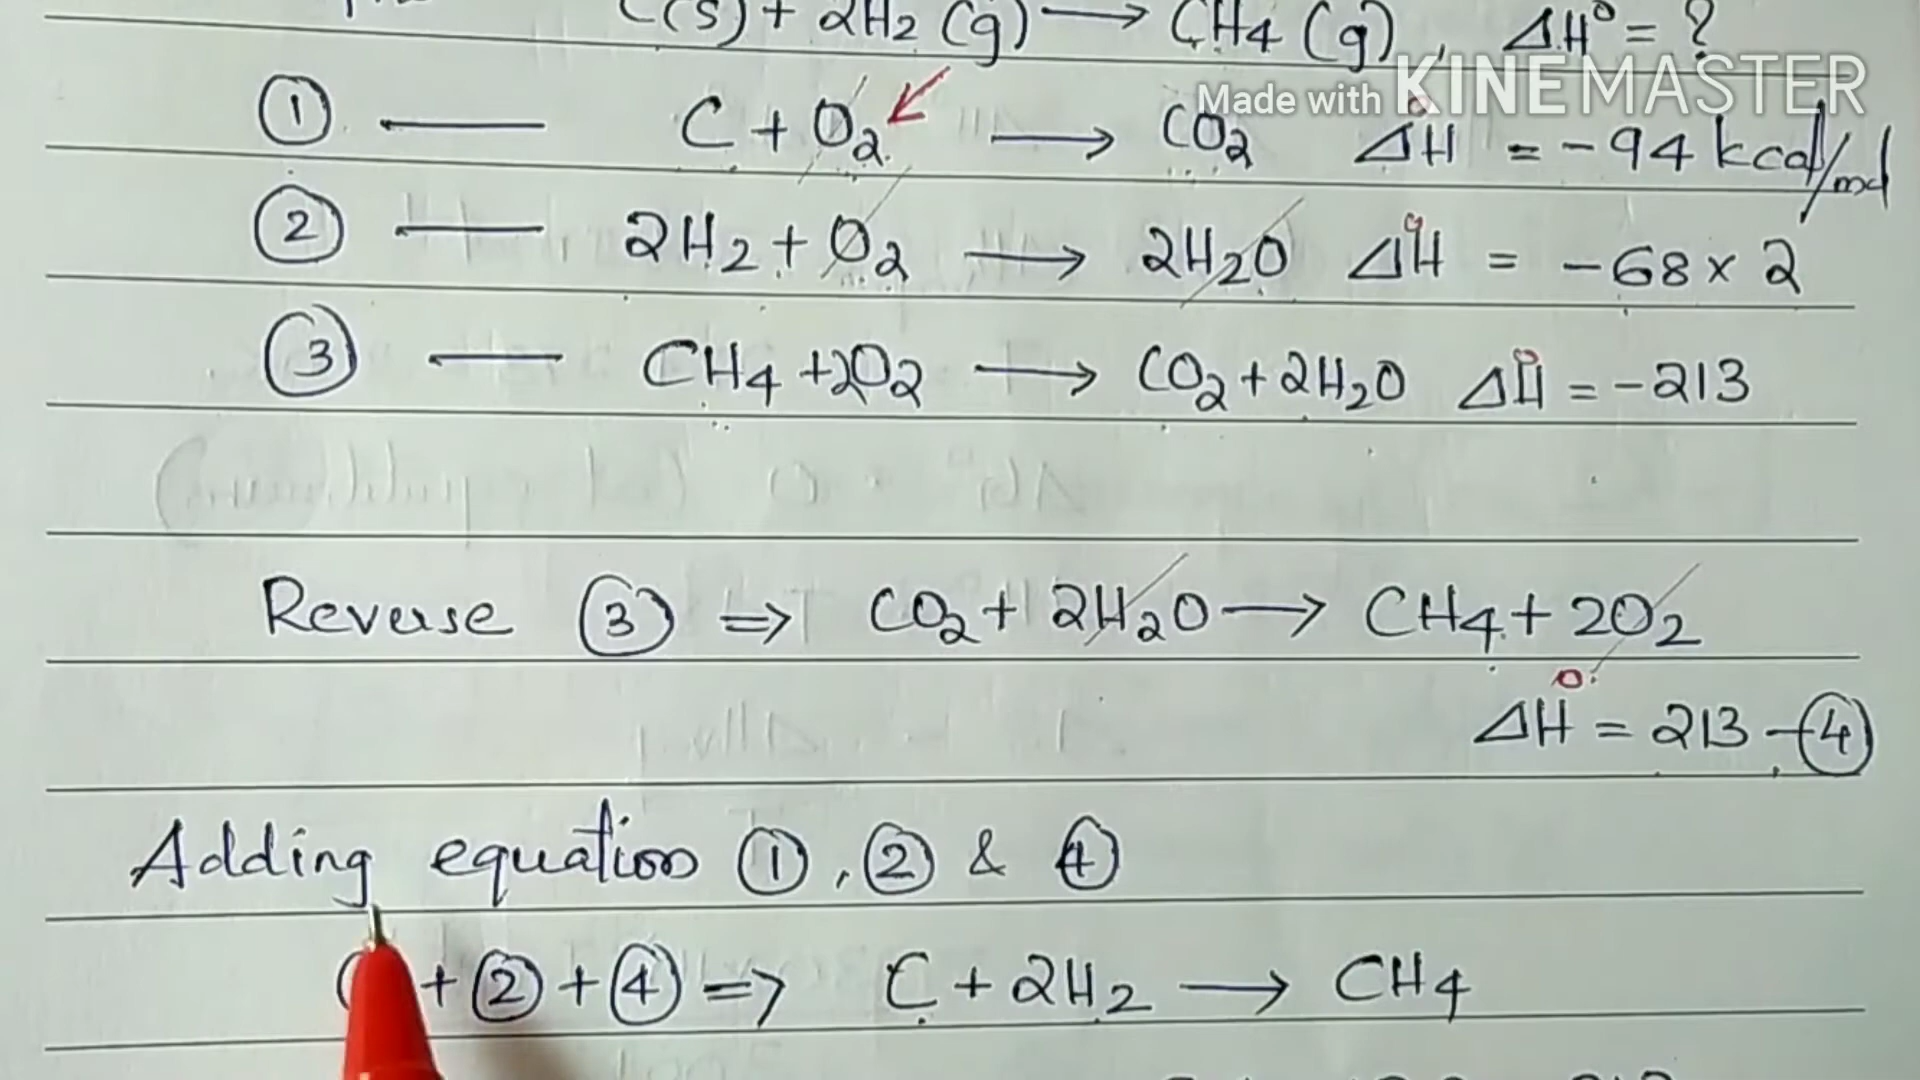 C(s) + 2H2 (g) ⟶ CH4 (g), ΔH° = ?
Made with KINEMASTER
① — C + O2 ⟶ CO2 ΔH° = -94 kcal/mol
② — 2H2 + O2 ⟶ 2H2O ΔH° = -68 × 2
③ — CH4 + 2O2 ⟶ CO2 + 2H2O ΔH° = -213
Reverse ③ ⇒ CO2 + 2H2O ⟶ CH4 + 2O2
ΔH° = 213 - ④
Adding equation ①, ② & ④
+ ② + ④ ⇒ C + 2H2 ⟶ CH4